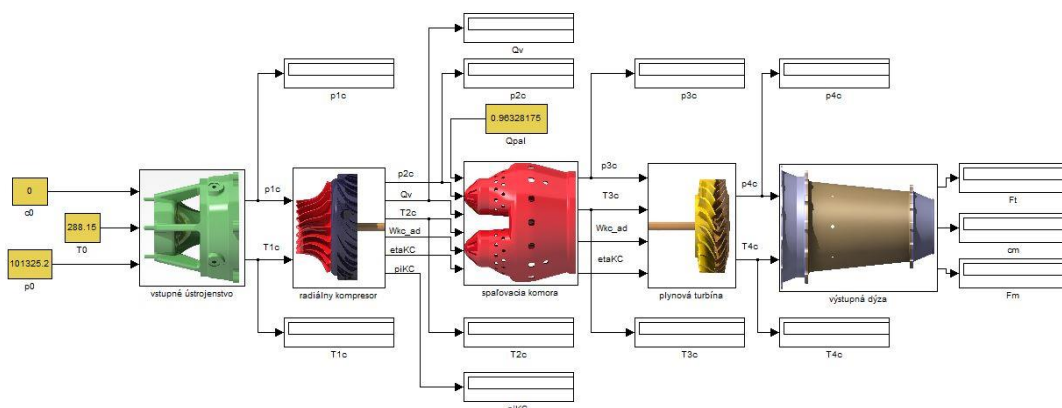 Qv
p1c
p2c
p3c
p4c
0.96328175
Qpal
0
c0
288.15
T0
101325.2
p0
p1c
T1c
p2c
Qv
T2c
Wkc_ad
etaKC
piKC
p3c
T3c
Wkc_ad
etaKC
p4c
T4c
Ft
cm
Fm
vstupné ústrojenstvo
radiálny kompresor
spaľovacia komora
plynová turbína
výstupná dýza
T1c
T2c
T3c
T4c
piKC